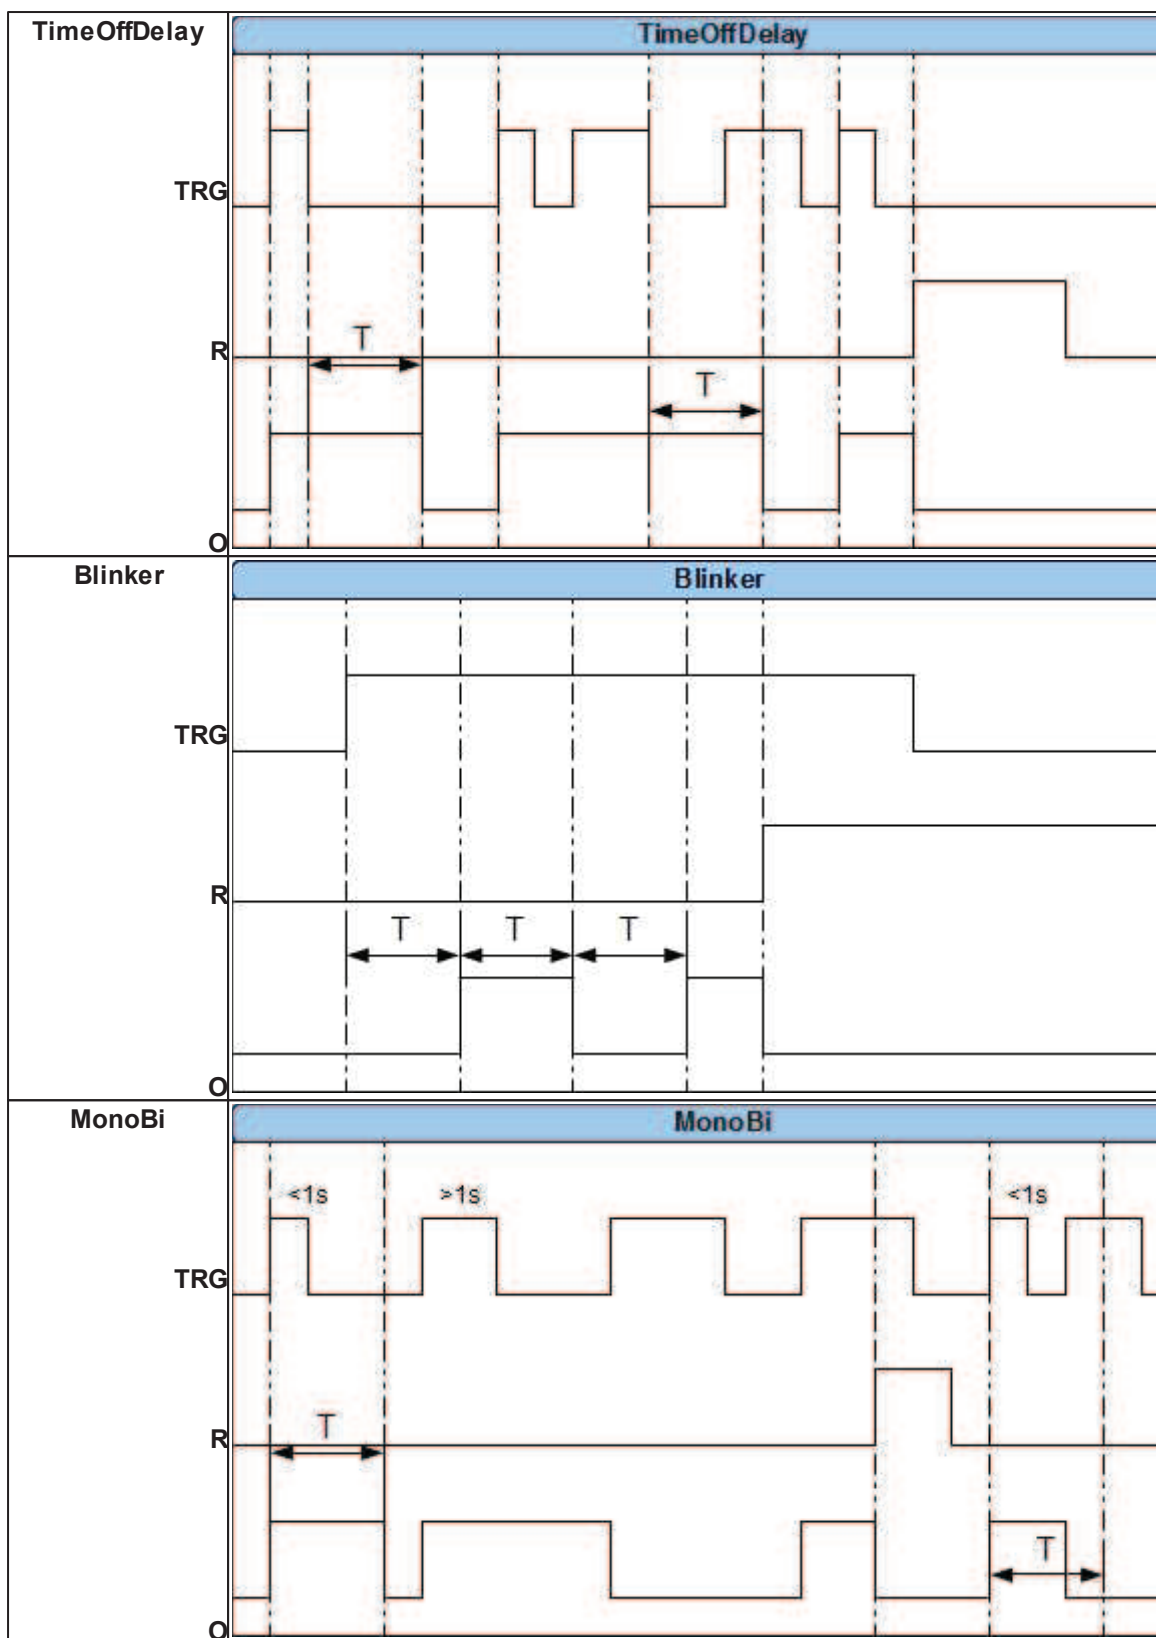 TimeOffDelay
TimeOffDelay
TRG
R
T
T
O
Blinker
Blinker
TRG
R
T T T
O
MonoBi
MonoBi
<1s >1s <1s
TRG
R
T
T
O